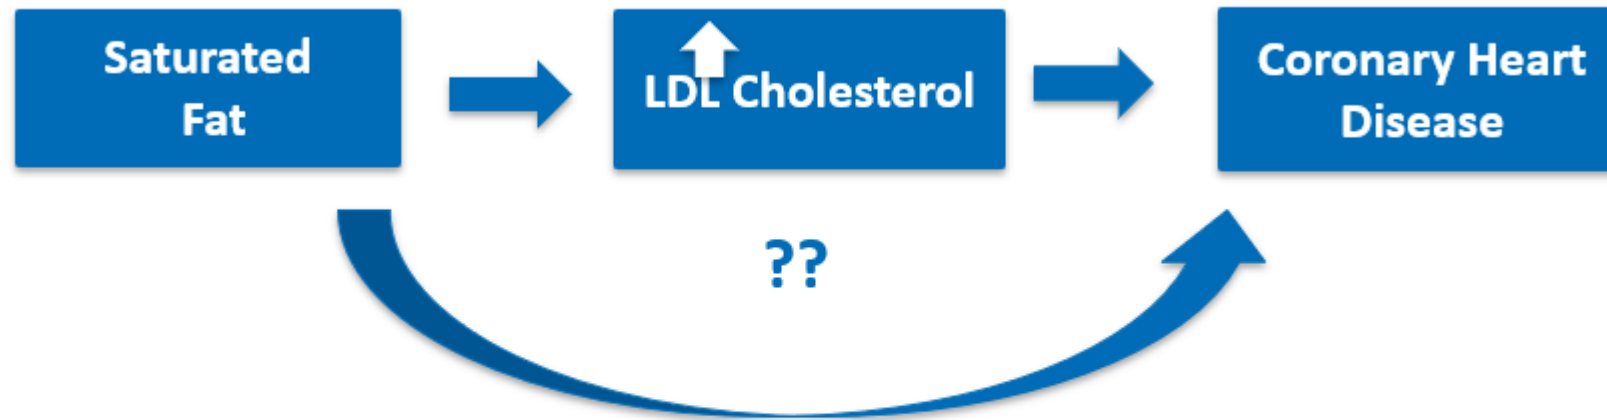 Saturated
Fat
LDL Cholesterol
Coronary Heart
Disease
??